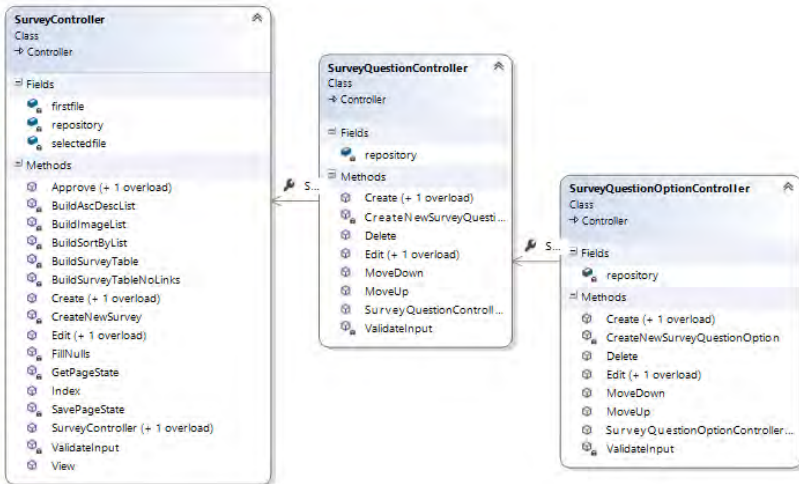 SurveyController
Class
Controller
Fields
firstfile
repository
selectedfile
Methods
Approve (+ 1 overload)
BuildAscDescList
BuildImageList
BuildSortByList
BuildSurveyTable
BuildSurveyTableNoLinks
Create (+ 1 overload)
CreateNewSurvey
Edit (+ 1 overload)
FillNulls
GetPageState
Index
SavePageState
SurveyController (+ 1 overload)
ValidateInput
View
S...
SurveyQuestionController
Class
Controller
Fields
repository
Methods
Create (+ 1 overload)
CreateNewSurveyQuesti...
Delete
Edit (+ 1 overload)
MoveDown
MoveUp
SurveyQuestionControll...
ValidateInput
S...
SurveyQuestionOptionController
Class
Controller
Fields
repository
Methods
Create (+ 1 overload)
CreateNewSurveyQuestionOption
Delete
Edit (+ 1 overload)
MoveDown
MoveUp
SurveyQuestionOptionController...
ValidateInput